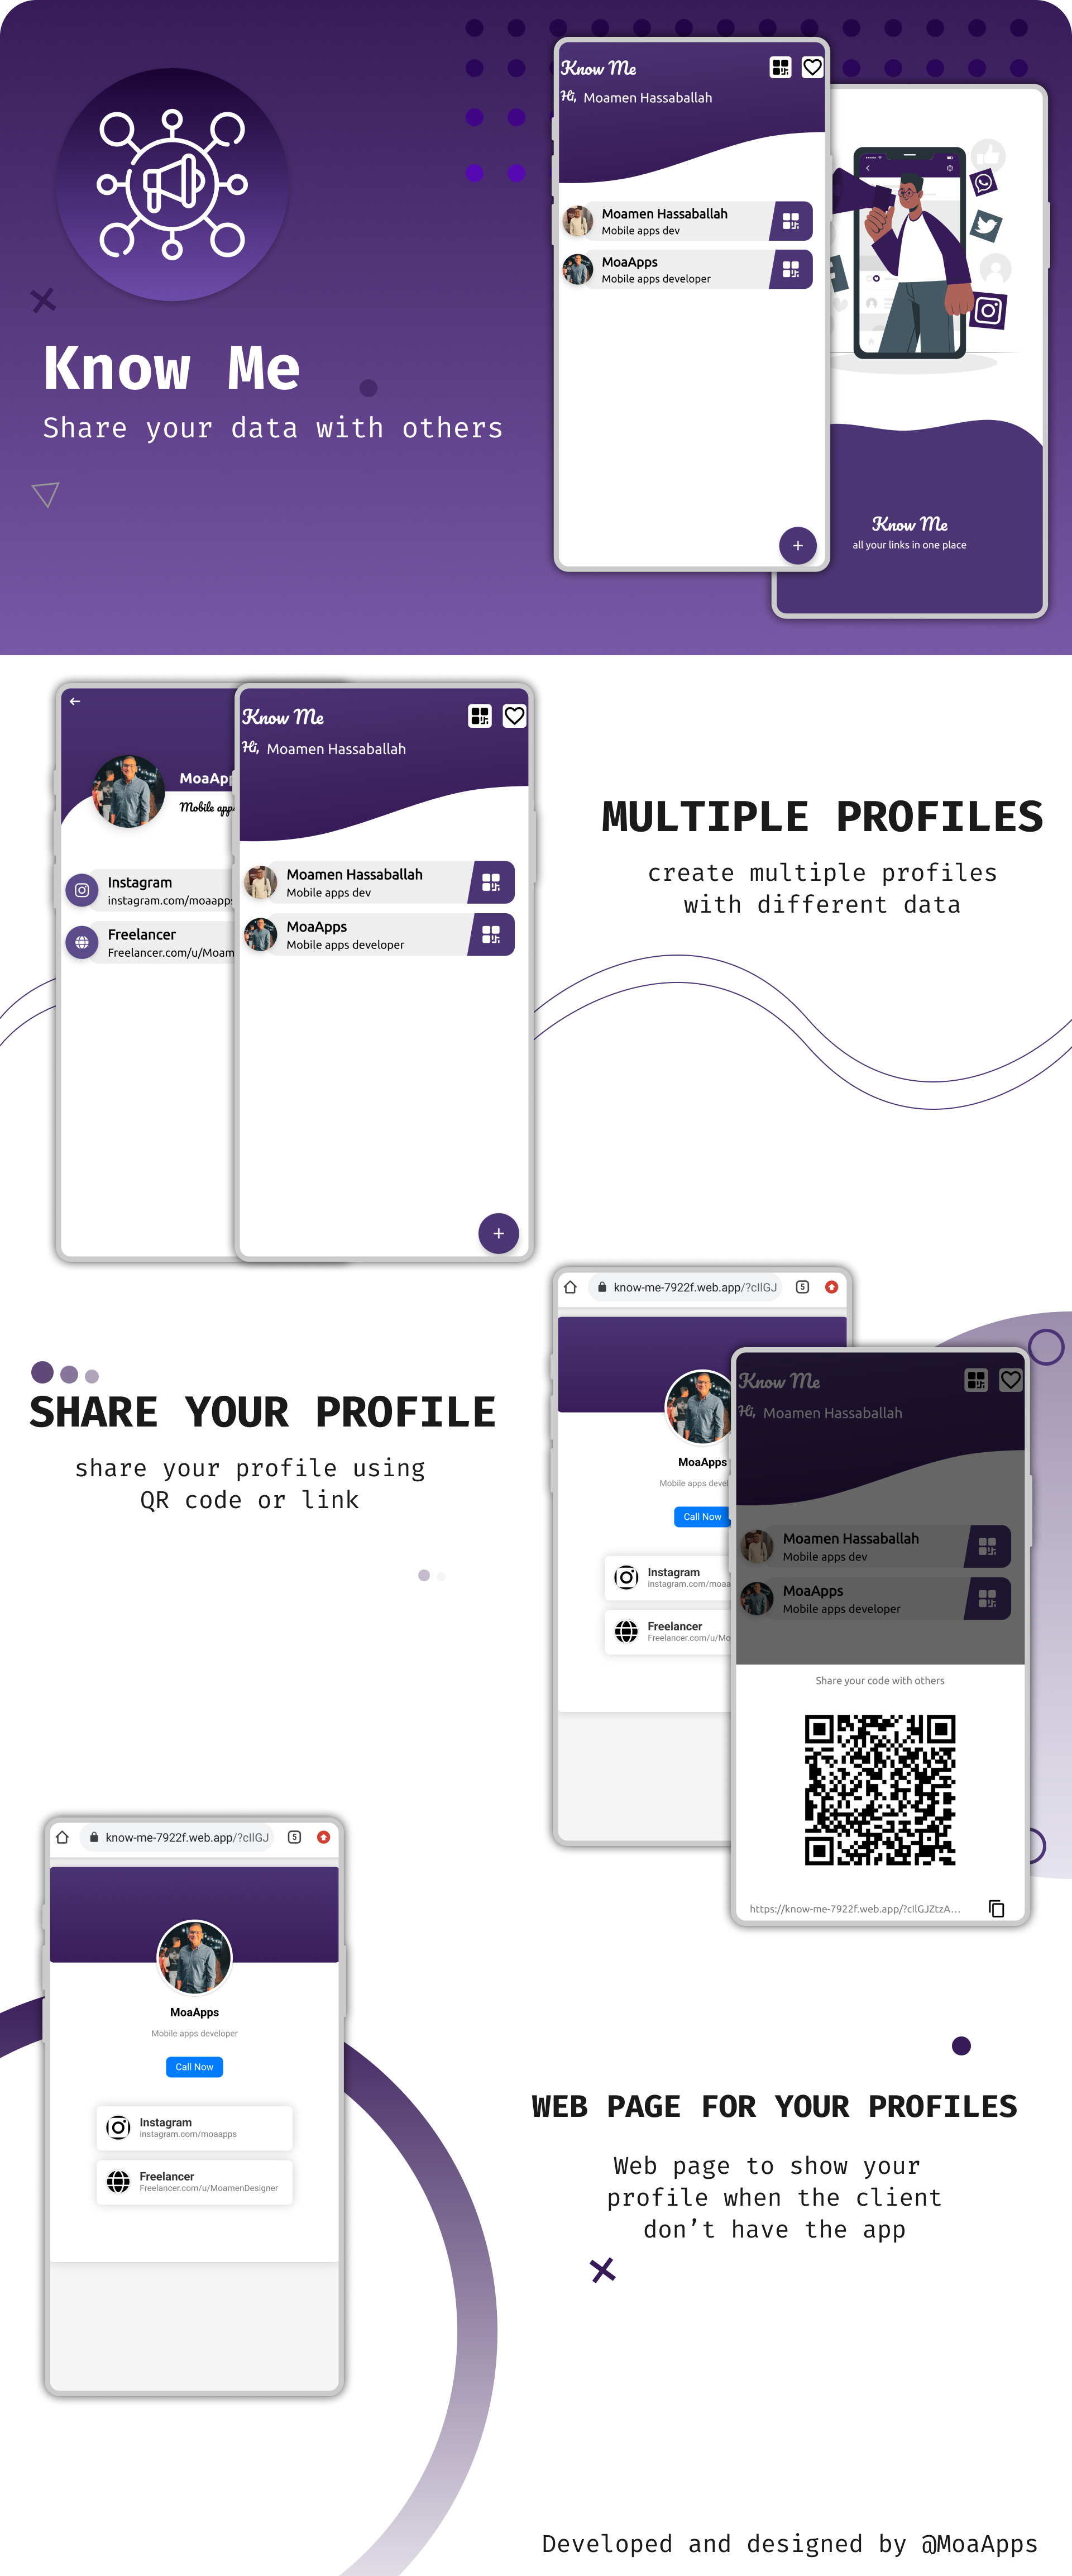 Know Me
Share your data with others
Know Me
Hi, Moamen Hassaballah
Moamen Hassaballah
Mobile apps dev
MoaApps
Mobile apps developer
+
Know Me
all your links in one place
MoaApp
Mobile app
Instagram
instagram.com/moaapps
Freelancer
Freelancer.com/u/Moam
Know Me
Hi, Moamen Hassaballah
Moamen Hassaballah
Mobile apps dev
MoaApps
Mobile apps developer
+
MULTIPLE PROFILES
create multiple profiles
with different data
SHARE YOUR PROFILE
share your profile using
QR code or link
know-me-7922f.web.app/?cIlGJ
5
MoaApps
Mobile apps devel
Call Now
Instagram
instagram.com/moaa
Freelancer
Freelancer.com/u/Mo
Know Me
Hi, Moamen Hassaballah
Moamen Hassaballah
Mobile apps dev
MoaApps
Mobile apps developer
Share your code with others
https://know-me-7922f.web.app/?cIlGJZtzA...
know-me-7922f.web.app/?cIlGJ
5
MoaApps
Mobile apps developer
Call Now
Instagram
instagram.com/moaapps
Freelancer
Freelancer.com/u/MoamenDesigner
WEB PAGE FOR YOUR PROFILES
Web page to show your
profile when the client
don’t have the app
Developed and designed by @MoaApps